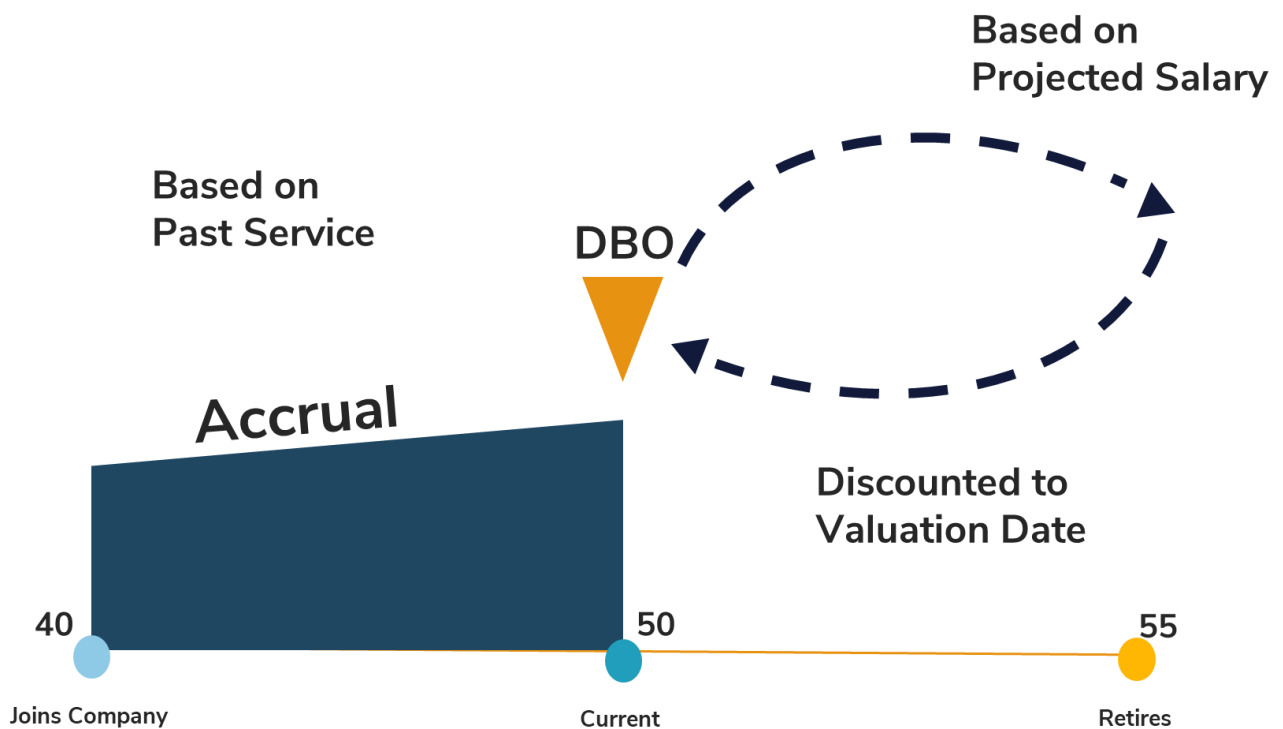 Based on
Projected Salary
Based on
Past Service
DBO
Accrual
Discounted to
Valuation Date
40
50
55
Joins Company
Current
Retires